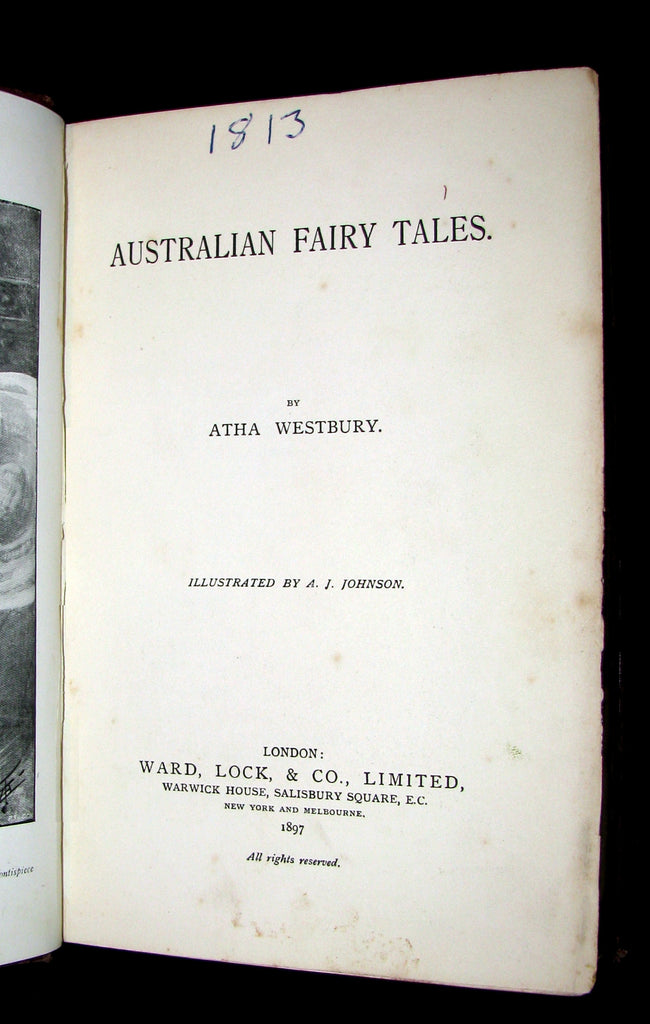 1813
AUSTRALIAN FAIRY TALES.
BY
ATHA WESTBURY.
ILLUSTRATED BY A. J. JOHNSON.
LONDON:
WARD, LOCK, & CO., LIMITED,
WARWICK HOUSE, SALISBURY SQUARE, E.C.
NEW YORK AND MELBOURNE.
1897
All rights reserved.
ntispiece